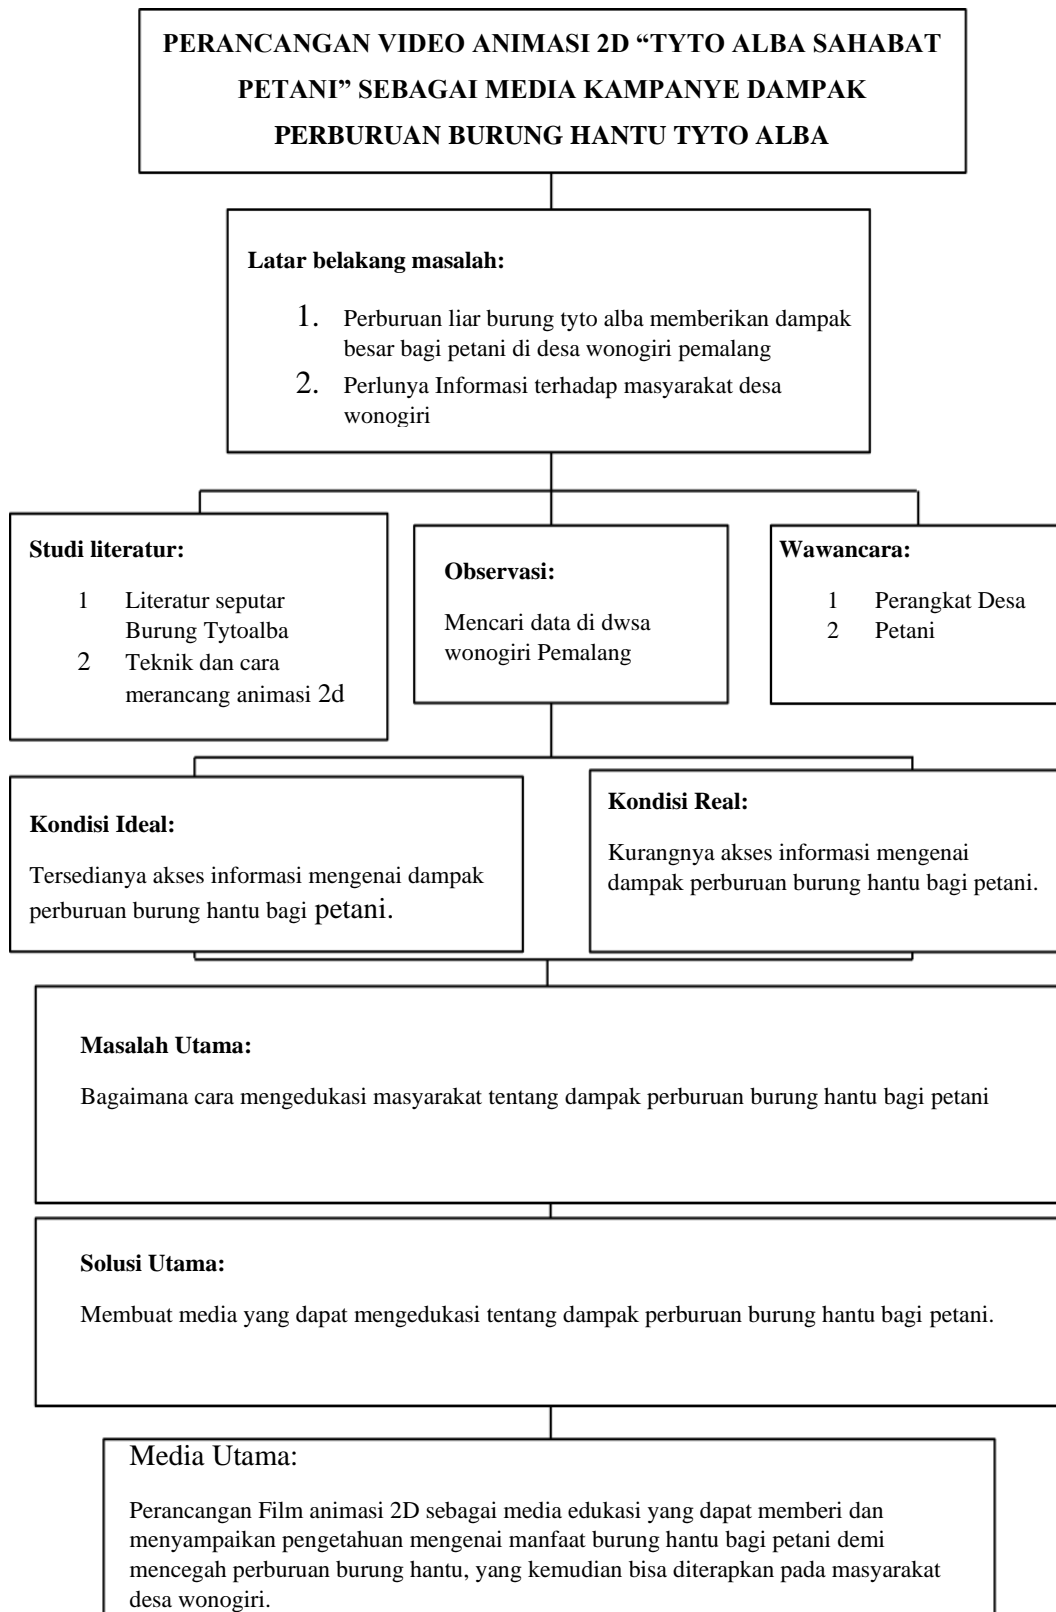 PERANCANGAN VIDEO ANIMASI 2D “TYTO ALBA SAHABAT
PETANI” SEBAGAI MEDIA KAMPANYE DAMPAK
PERBURUAN BURUNG HANTU TYTO ALBA
Latar belakang masalah:
1. Perburuan liar burung tyto alba memberikan dampak
besar bagi petani di desa wonogiri pemalang
2. Perlunya Informasi terhadap masyarakat desa
wonogiri
Studi literatur:
1 Literatur seputar
Burung Tytoalba
2 Teknik dan cara
merancang animasi 2d
Observasi:
Mencari data di dwsa
wonogiri Pemalang
Wawancara:
1 Perangkat Desa
2 Petani
Kondisi Ideal:
Tersedianya akses informasi mengenai dampak
perburuan burung hantu bagi petani.
Kondisi Real:
Kurangnya akses informasi mengenai
dampak perburuan burung hantu bagi petani.
Masalah Utama:
Bagaimana cara mengedukasi masyarakat tentang dampak perburuan burung hantu bagi petani
Solusi Utama:
Membuat media yang dapat mengedukasi tentang dampak perburuan burung hantu bagi petani.
Media Utama:
Perancangan Film animasi 2D sebagai media edukasi yang dapat memberi dan
menyampaikan pengetahuan mengenai manfaat burung hantu bagi petani demi
mencegah perburuan burung hantu, yang kemudian bisa diterapkan pada masyarakat
desa wonogiri.